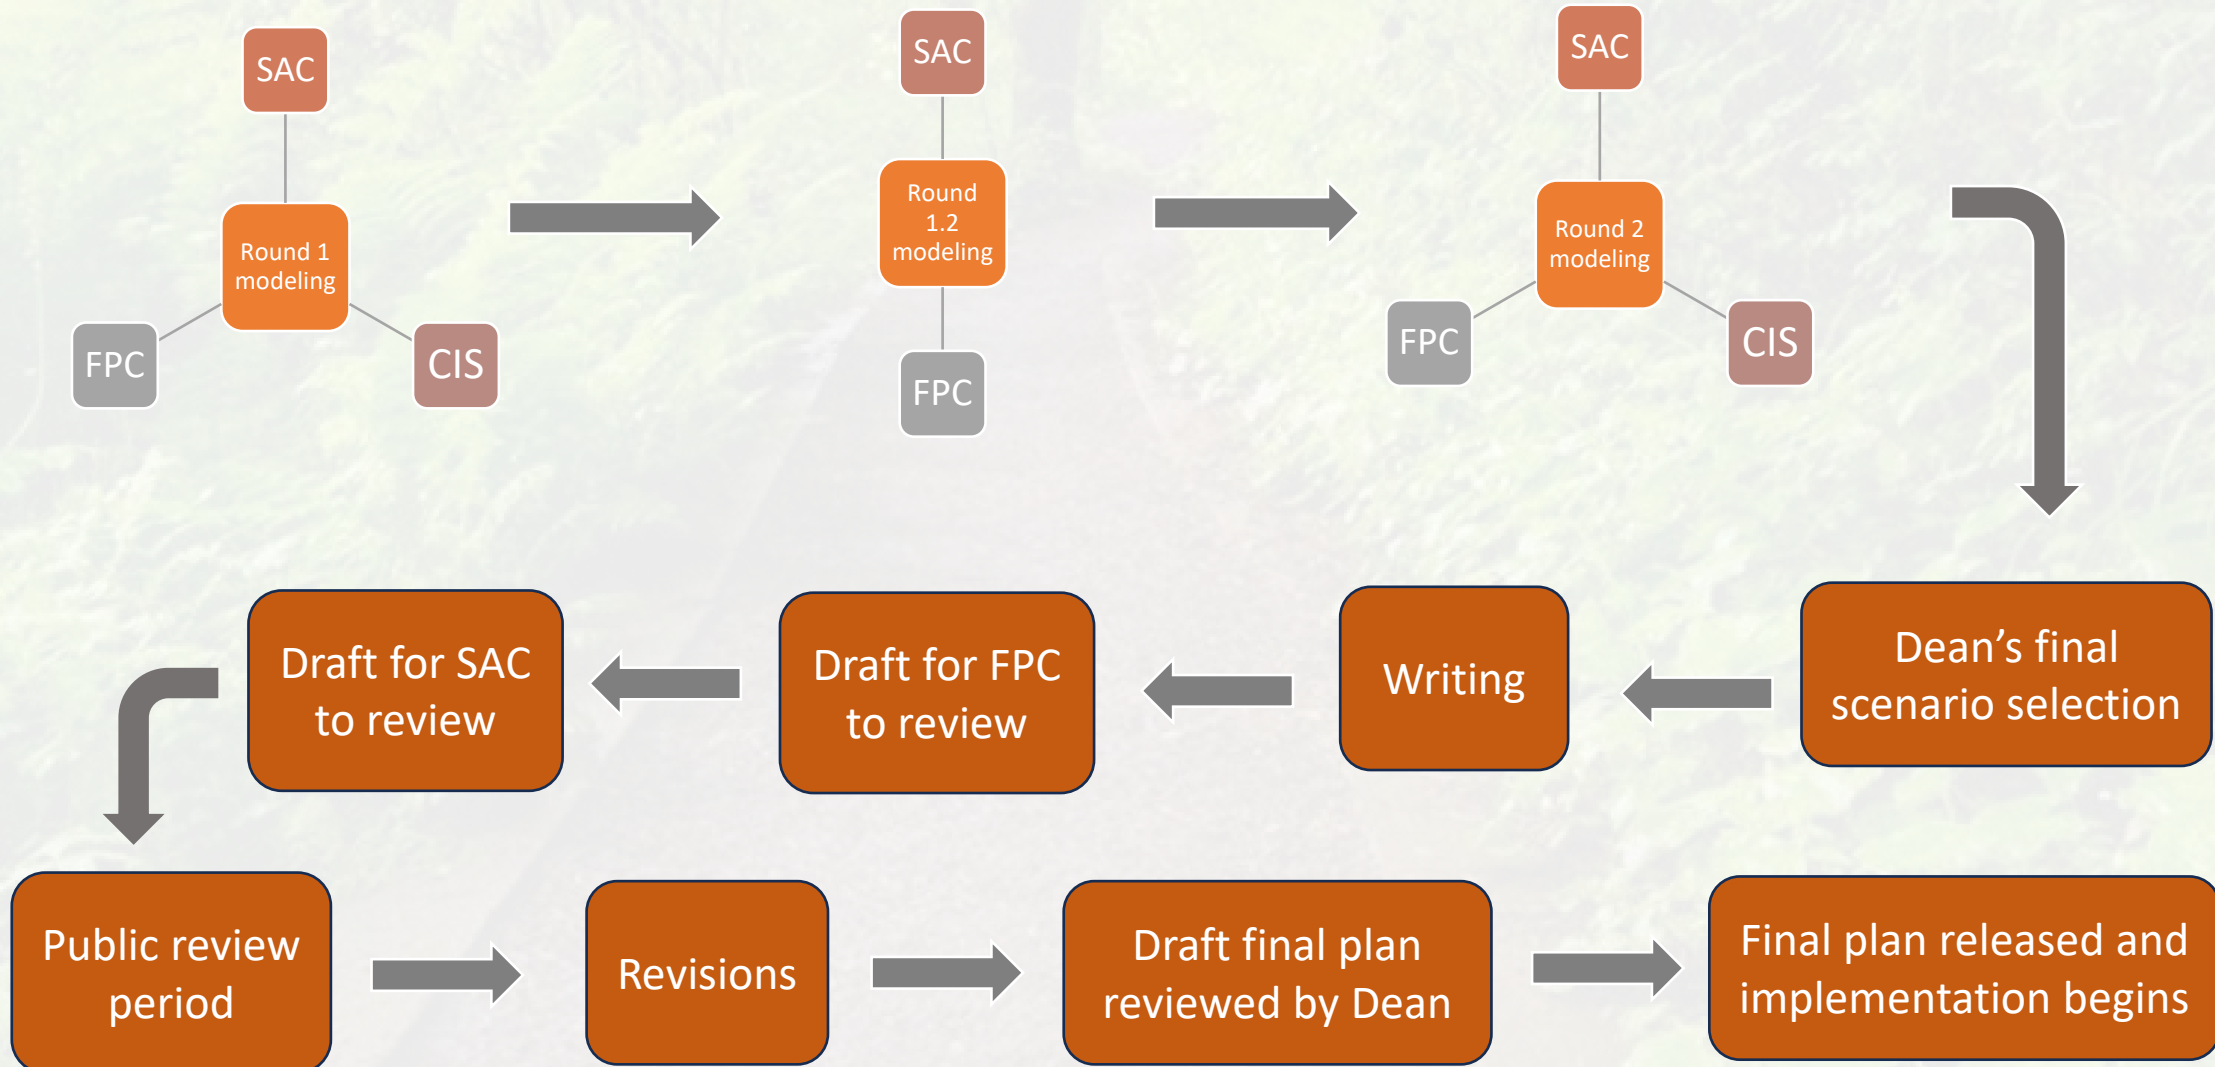 SAC
Round 1
modeling
FPC
CIS
SAC
Round
1.2
modeling
FPC
SAC
Round 2
modeling
FPC
CIS
Dean’s final
scenario selection
Writing
Draft for FPC
to review
Draft for SAC
to review
Public review
period
Revisions
Draft final plan
reviewed by Dean
Final plan released and
implementation begins